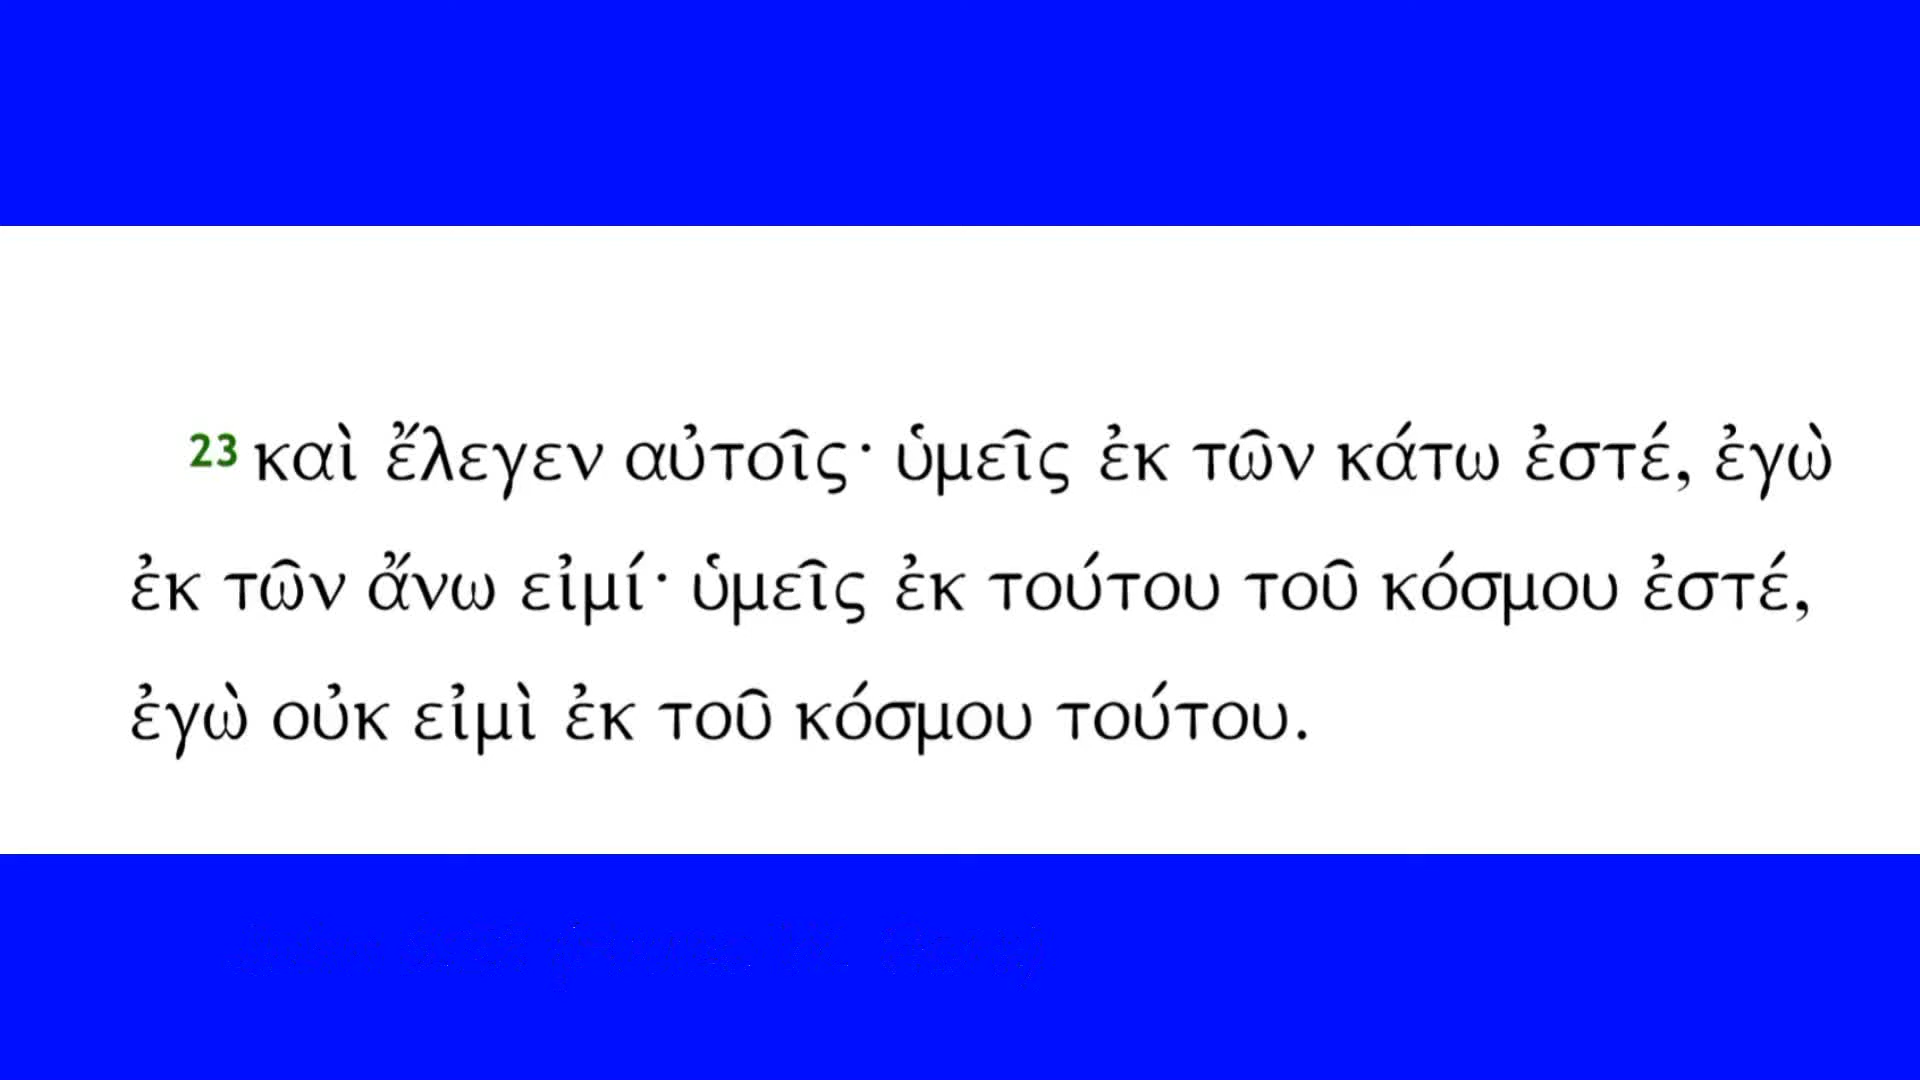 23 καὶ ἔλεγεν αὐτοῖς· ὑμεῖς ἐκ τῶν κάτω ἐστέ, ἐγὼ
ἐκ τῶν ἄνω εἰμί· ὑμεῖς ἐκ τούτου τοῦ κόσμου ἐστέ,
ἐγὼ οὐκ εἰμὶ ἐκ τοῦ κόσμου τούτου.